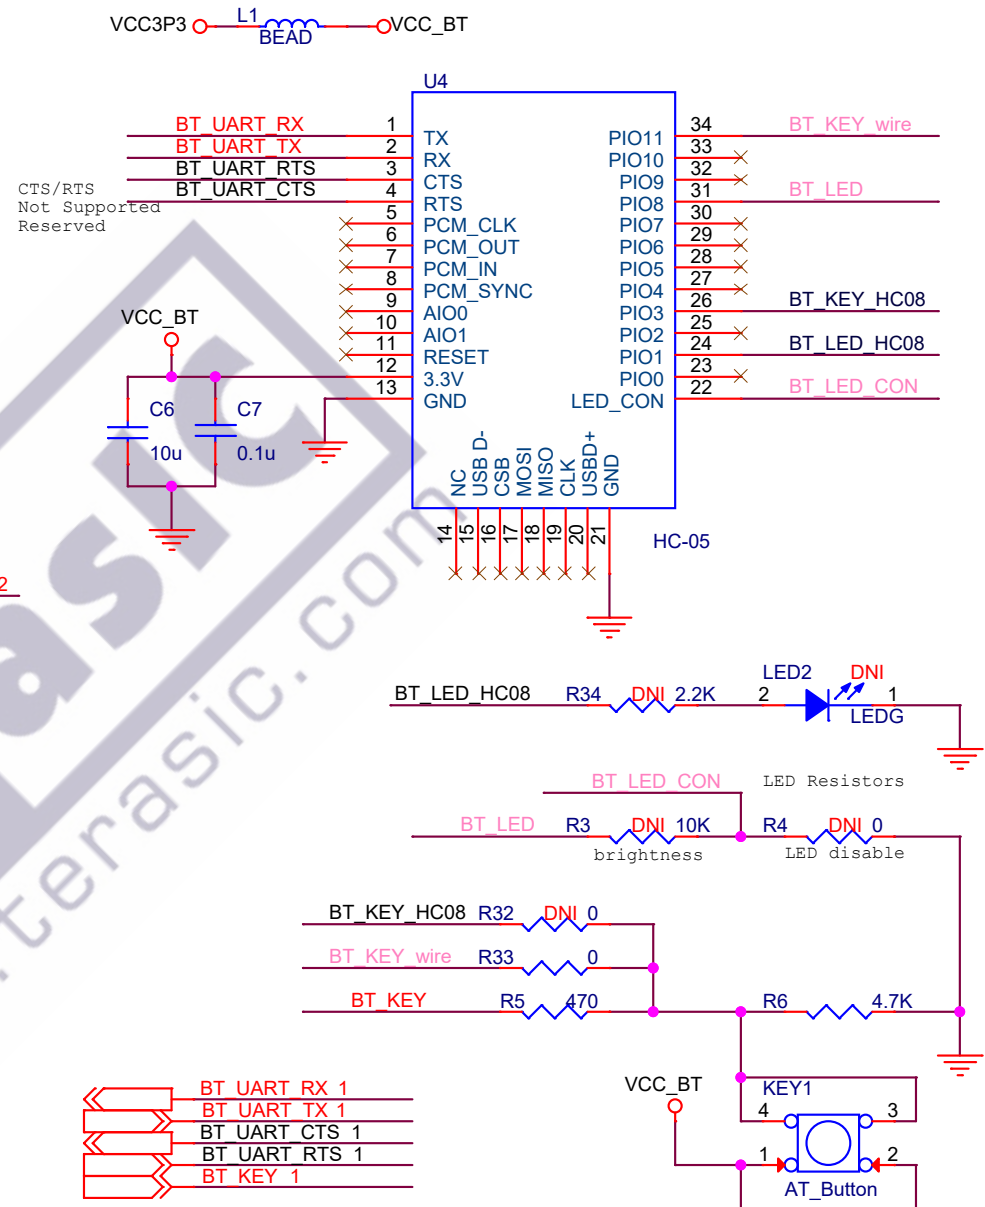 VCC3P3 L1 BEAD VCC_BT
U4
BT_UART_RX 1 TX
BT_UART_TX 2 RX
BT_UART_RTS 3 CTS
BT_UART_CTS 4 RTS
5 PCM_CLK
6 PCM_OUT
7 PCM_IN
8 PCM_SYNC
9 AIO0
10 AIO1
11 RESET
12 3.3V
13 GND
PIO11 34 BT_KEY_wire
PIO10 33
PIO9 32
PIO8 31 BT_LED
PIO7 30
PIO6 29
PIO5 28
PIO4 27
PIO3 26 BT_KEY_HC08
PIO2 25
PIO1 24 BT_LED_HC08
PIO0 23
LED_CON 22 BT_LED_CON
CTS/RTS
Not Supported
Reserved
VCC_BT
C6 C7
10u 0.1u
NC USB D- CSB MOSI MISO CLK USBD+ GND
14 15 16 17 18 19 20 21
HC-05
2
asic
terasic.com
LED2 DNI
BT_LED_HC08 R34 DNI 2.2K 2 1
LEDG
BT_LED_CON LED Resistors
BT_LED R3 DNI 10K R4 DNI 0
brightness LED disable
BT_KEY_HC08 R32 DNI 0
BT_KEY_wire R33 0
BT_KEY R5 470 R6 4.7K
VCC_BT KEY1
4 3
1 2
AT_Button
BT_UART_RX_1
BT_UART_TX_1
BT_UART_CTS_1
BT_UART_RTS_1
BT_KEY_1